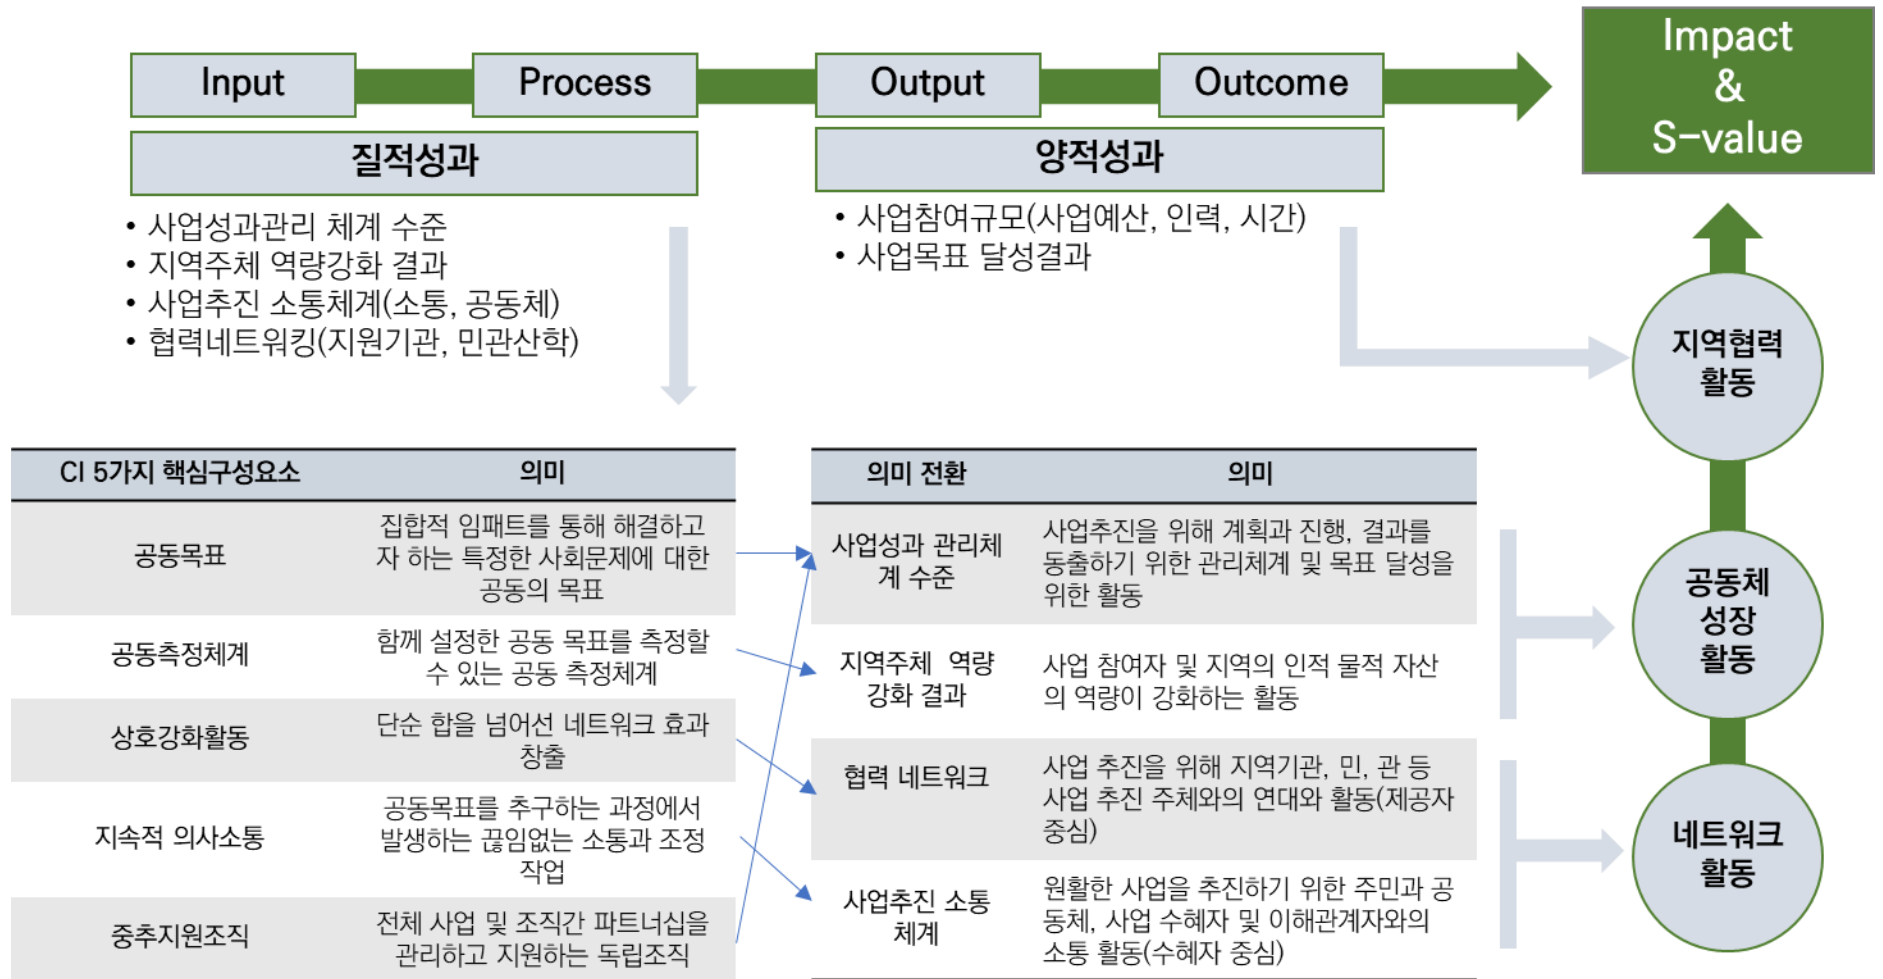 Input
Process
Output
Outcome
Impact
&
S-value
질적성과
양적성과
• 사업성과관리 체계 수준
• 지역주체 역량강화 결과
• 사업추진 소통체계(소통, 공동체)
• 협력네트워킹(지원기관, 민관산학)
• 사업참여규모(사업예산, 인력, 시간)
• 사업목표 달성결과
지역협력
활동
공동체
성장
활동
네트워크
활동
CI 5가지 핵심구성요소
의미
공동목표
집합적 임패트를 통해 해결하고
자 하는 특정한 사회문제에 대한
공동의 목표
공동측정체계
함께 설정한 공동 목표를 측정할
수 있는 공동 측정체계
상호강화활동
단순 합을 넘어선 네트워크 효과
창출
지속적 의사소통
공동목표를 추구하는 과정에서
발생하는 끊임없는 소통과 조정
작업
중추지원조직
전체 사업 및 조직간 파트너십을
관리하고 지원하는 독립조직
의미 전환
의미
사업성과 관리체
계 수준
사업추진을 위해 계획과 진행, 결과를
동출하기 위한 관리체계 및 목표 달성을
위한 활동
지역주체 역량
강화 결과
사업 참여자 및 지역의 인적 물적 자산
의 역량이 강화하는 활동
협력 네트워크
사업 추진을 위해 지역기관, 민, 관 등
사업 추진 주체와의 연대와 활동(제공자
중심)
사업추진 소통
체계
원활한 사업을 추진하기 위한 주민과 공
동체, 사업 수혜자 및 이해관계자와의
소통 활동(수혜자 중심)